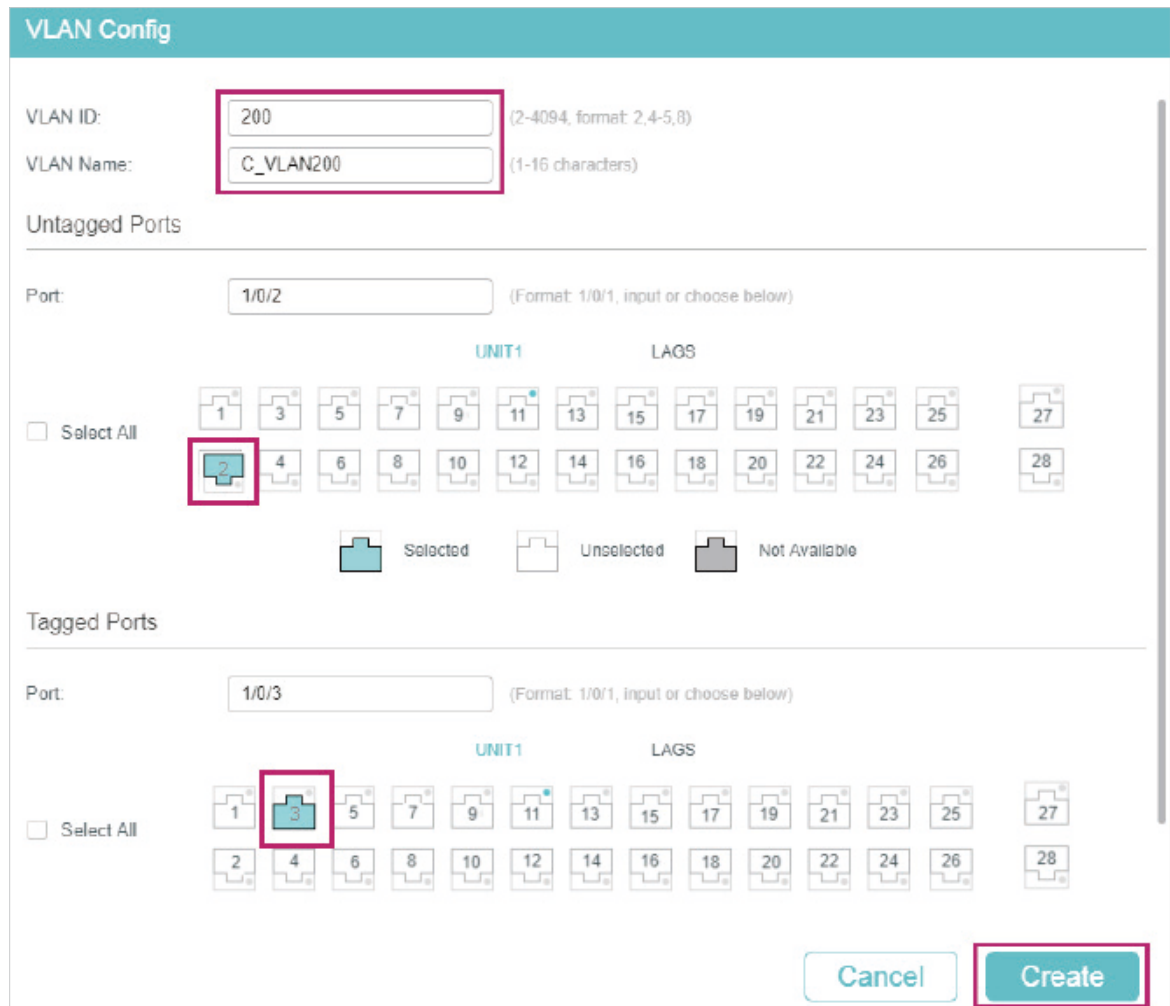 VLAN Config
VLAN ID: 200 (2-4094, format: 2,4-5,8)
VLAN Name: C_VLAN200 (1-16 characters)
Untagged Ports
Port: 1/0/2 (Format: 1/0/1, input or choose below)
UNIT1 LAGS
1 3 5 7 9 11 13 15 17 19 21 23 25 27
Select All
2 4 6 8 10 12 14 16 18 20 22 24 26 28
Selected Unselected Not Available
Tagged Ports
Port: 1/0/3 (Format: 1/0/1, input or choose below)
UNIT1 LAGS
1 3 5 7 9 11 13 15 17 19 21 23 25 27
Select All
2 4 6 8 10 12 14 16 18 20 22 24 26 28
Cancel Create